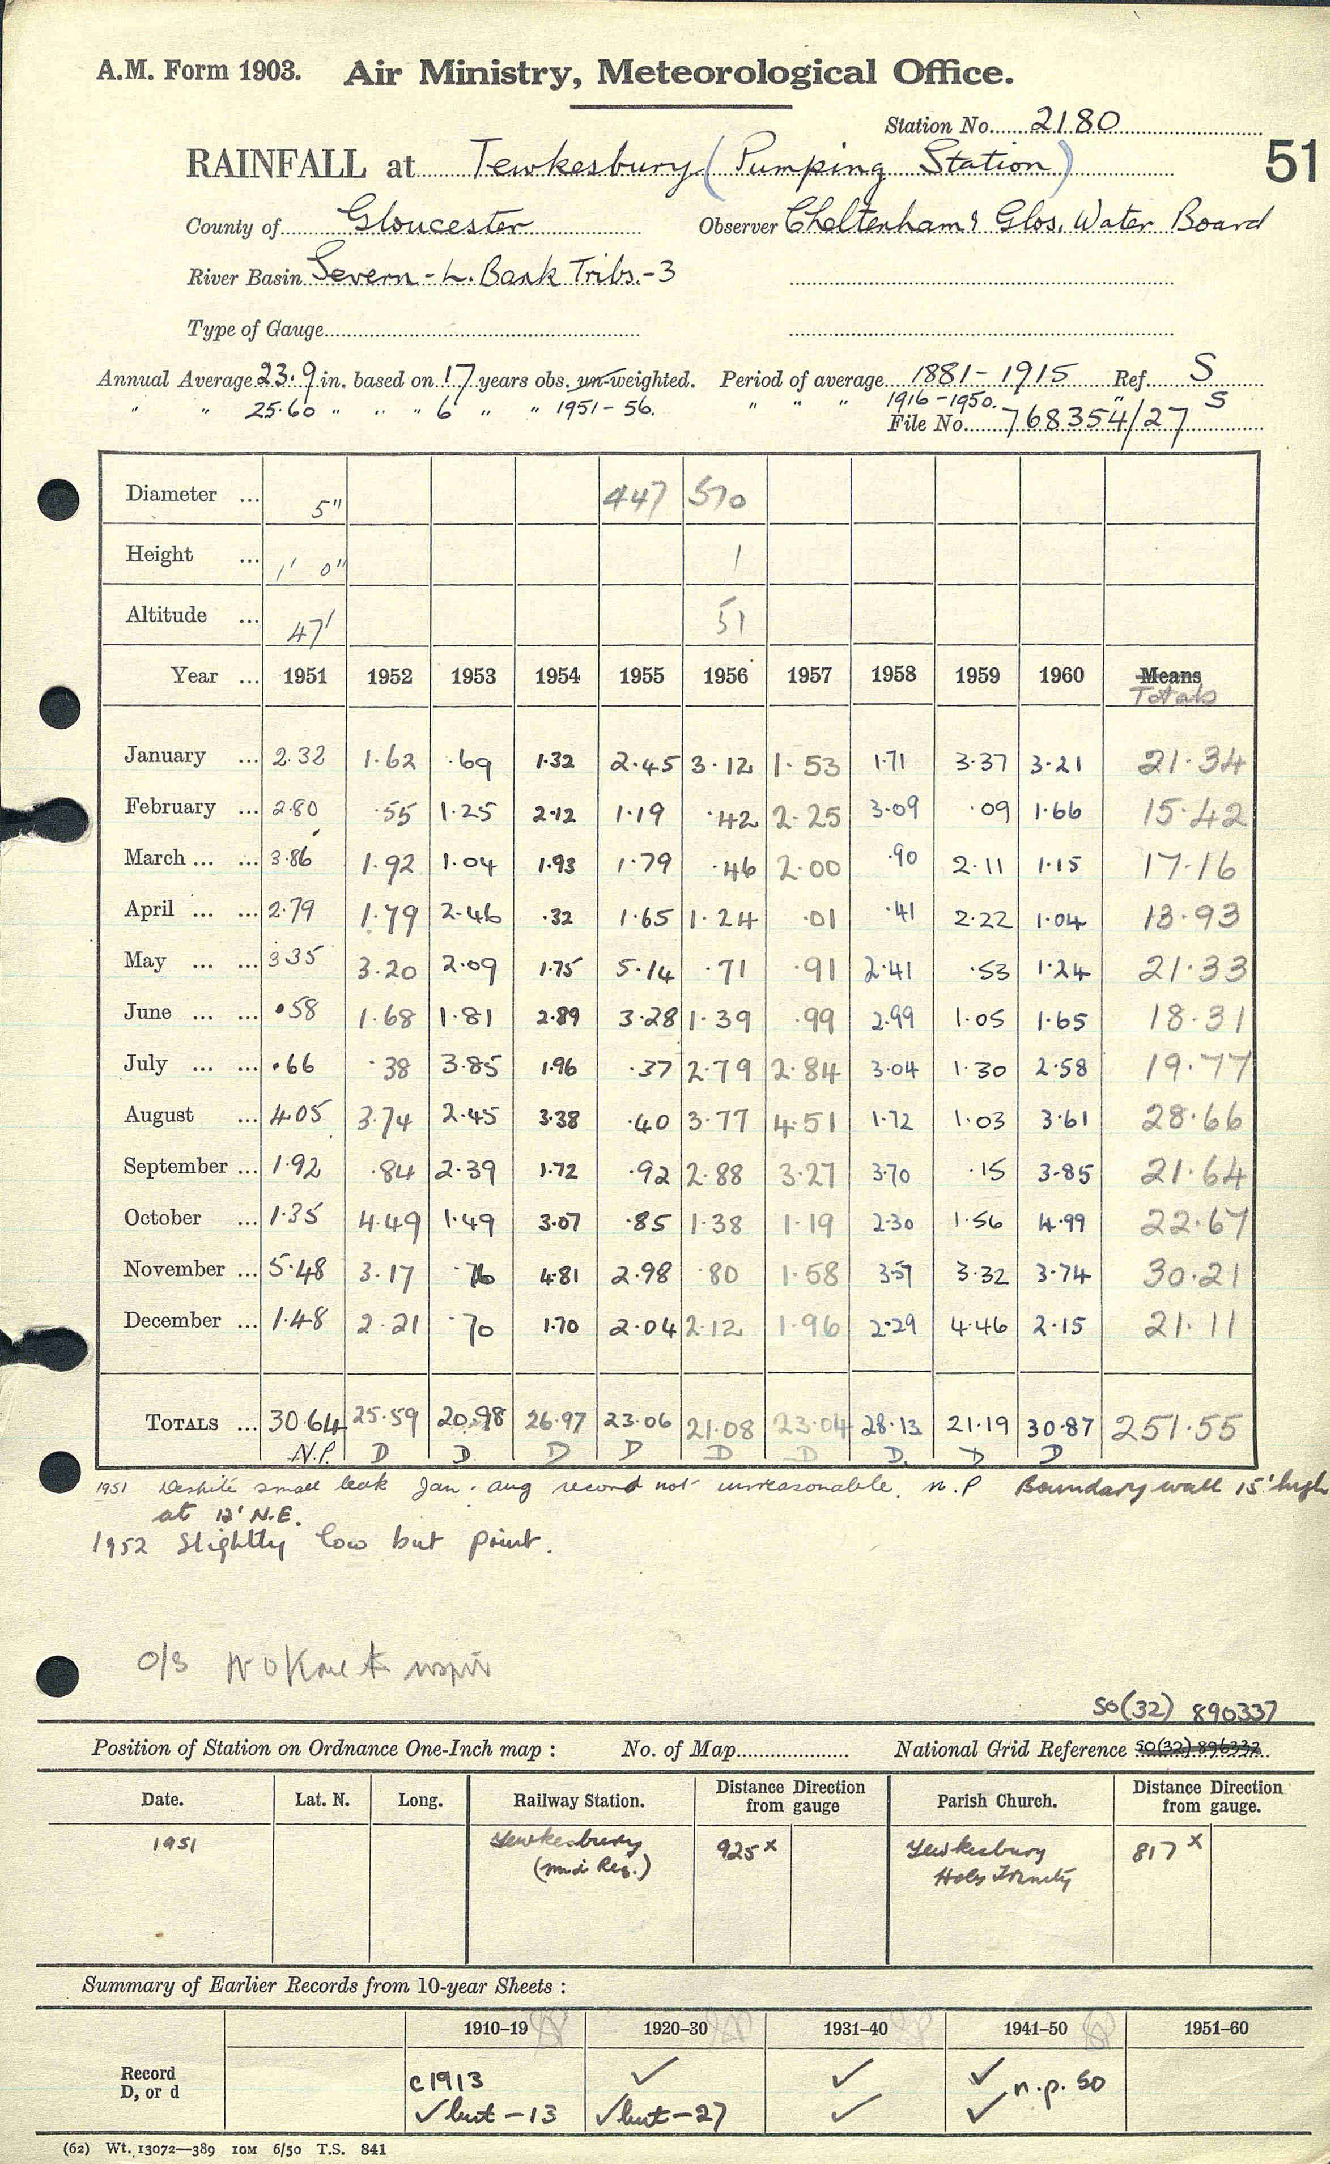 A.M. Form 1903. Air Ministry, Meteorological Office.
Station No. 2180
RAINFALL at Tewkesbury (Pumping Station) 51
County of Gloucester Observer Cheltenham & Glos. Water Board
River Basin Severn - L. Bank Tribs. - 3
Type of Gauge
Annual Average 23.9 in. based on 17 years obs. un-weighted. Period of average 1881-1915 Ref. S
" " 25.60 " " " 6 " " 1951-56. " " " 1916-1950. " S
File No. 768354/27
Diameter ... 5" 447 570
Height ... 1' 0" 1
Altitude ... 47' 51
Year ... 1951 1952 1953 1954 1955 1956 1957 1958 1959 1960 Means
Totals
January ... 2.32 1.62 .69 1.32 2.45 3.12 1.53 1.71 3.37 3.21 21.34
February ... 2.80 .55 1.25 2.12 1.19 .42 2.25 3.09 .09 1.66 15.42
March ... ... 3.86 1.92 1.04 1.93 1.79 .46 2.00 .90 2.11 1.15 17.16
April ... ... 2.79 1.79 2.46 .32 1.65 1.24 .01 .41 2.22 1.04 13.93
May ... ... 3.35 3.20 2.09 1.75 5.14 .71 .91 2.41 .53 1.24 21.33
June ... ... .58 1.68 1.81 2.89 3.28 1.39 .99 2.99 1.05 1.65 18.31
July ... ... .66 .38 3.85 1.96 .37 2.79 2.84 3.04 1.30 2.58 19.77
August ... 4.05 3.74 2.45 3.38 .40 3.77 4.51 1.72 1.03 3.61 28.66
September ... 1.92 .84 2.39 1.72 .92 2.88 3.27 3.70 .15 3.85 21.64
October ... 1.35 4.49 1.49 3.07 .85 1.38 1.19 2.30 1.56 4.99 22.67
November ... 5.48 3.17 .76 4.81 2.98 .80 1.58 3.57 3.32 3.74 30.21
December ... 1.48 2.21 .70 1.70 2.04 2.12 1.96 2.29 4.46 2.15 21.11
TOTALS ... 30.64 25.59 20.98 26.97 23.06 21.08 23.04 28.13 21.19 30.87 251.55
N.P. D D D D D D D. D D
1951 Despite small leak Jan - Aug record not unreasonable. n.P Boundary wall 15' high
at 12' N.E.
1952 Slightly low but print.
O/S
SO(32) 890337
Position of Station on Ordnance One-Inch map : No. of Map National Grid Reference SO(32) 896332
Date. Lat. N. Long. Railway Station. Distance Direction from gauge Parish Church. Distance Direction from gauge.
1951 Tewkesbury 925 x Tewkesbury 817 x
(mid Reg.) Holy Trinity
Summary of Earlier Records from 10-year Sheets :
1910–19 1920–30 1931–40 1941–50 1951–60
Record c1913 ✓ ✓ ✓ n.p. 50
D, or d ✓ but -13 ✓ but -27 ✓ ✓
(62) Wt. 13072—389 10M 6/50 T.S. 841